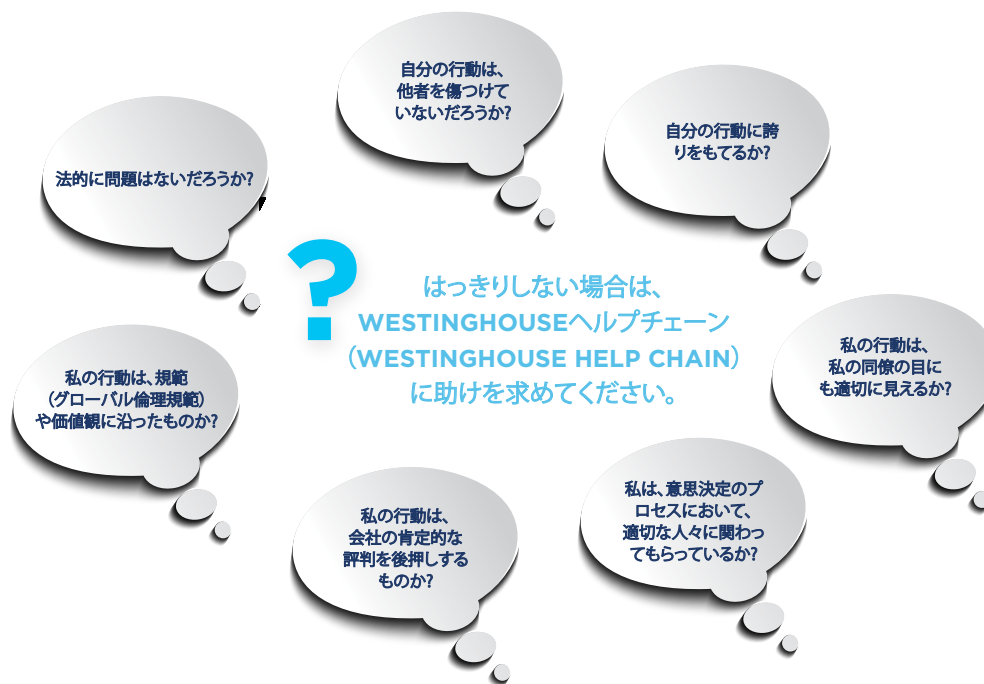 自分の行動は、
他者を傷つけて
いないだろうか?
自分の行動に誇
りをもてるか?
法的に問題はないだろうか?
?
はっきりしない場合は、
WESTINGHOUSEヘルプチェーン
（WESTINGHOUSE HELP CHAIN）
に助けを求めてください。
私の行動は、
私の同僚の目に
も適切に見えるか?
私の行動は、規範
（グローバル倫理規範）
や価値観に沿ったものか?
私は、意思決定のプ
ロセスにおいて、
適切な人々に関わっ
てもらっているか?
私の行動は、
会社の肯定的な
評判を後押しする
ものか?